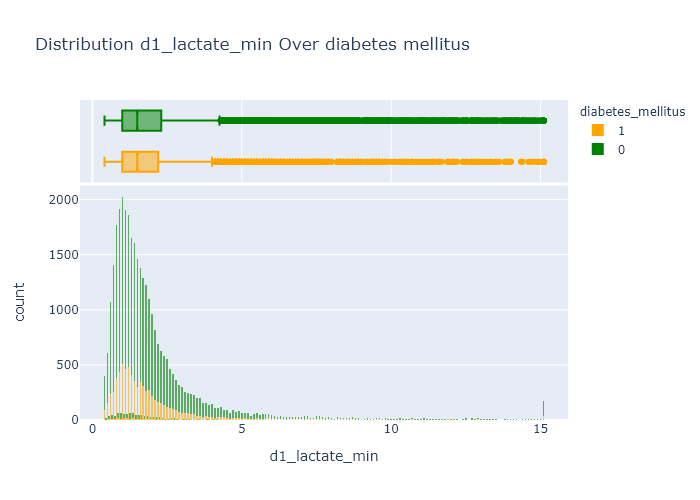 Distribution d1_lactate_min Over diabetes mellitus
diabetes_mellitus
1
0
2000
1500
1000
500
0
count
0 5 10 15
d1_lactate_min